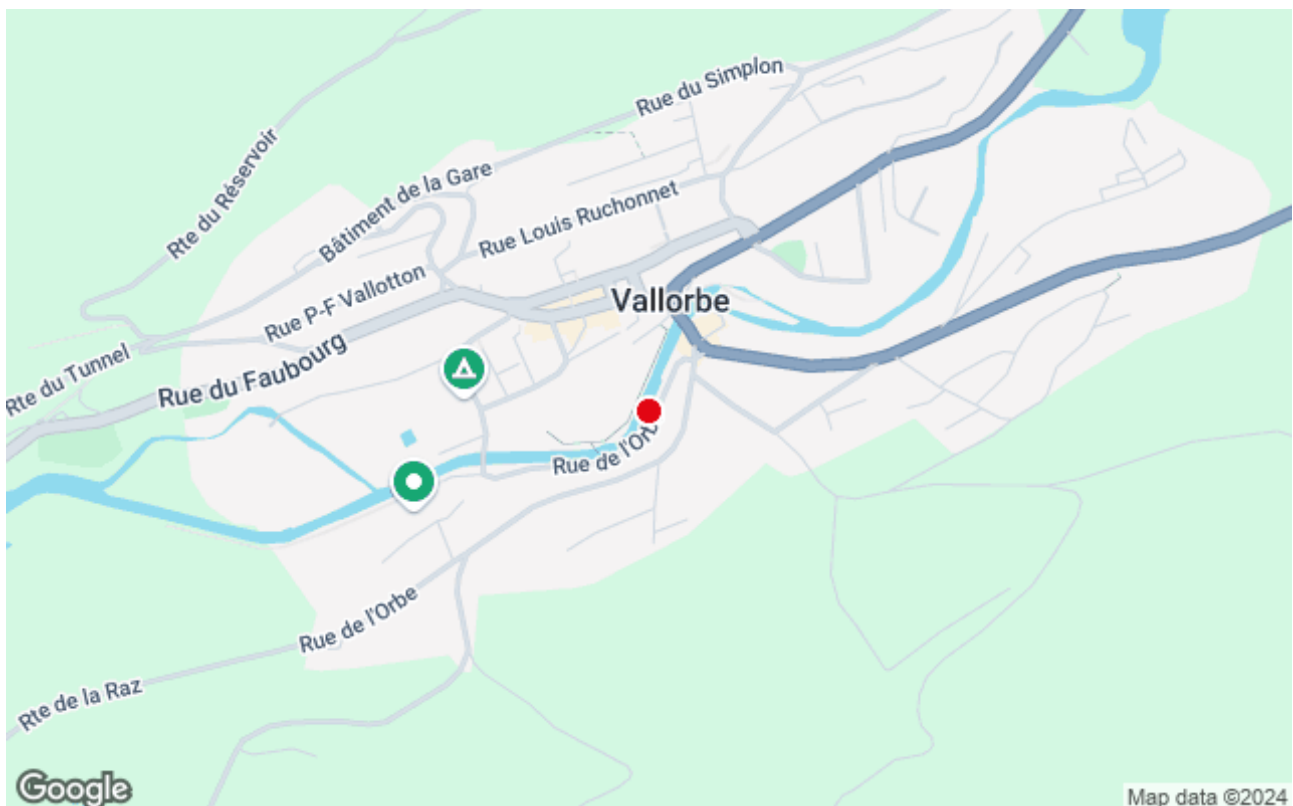 Rue du Simplon
Rte du Réservoir
Bâtiment de la Gare
Rue Louis Ruchonnet
Rue P-F Vallotton
Vallorbe
Rte du Tunnel
Rue du Faubourg
Rue de l'Orb
Rue de l'Orbe
Rte de la Raz
Google
Map data ©2024